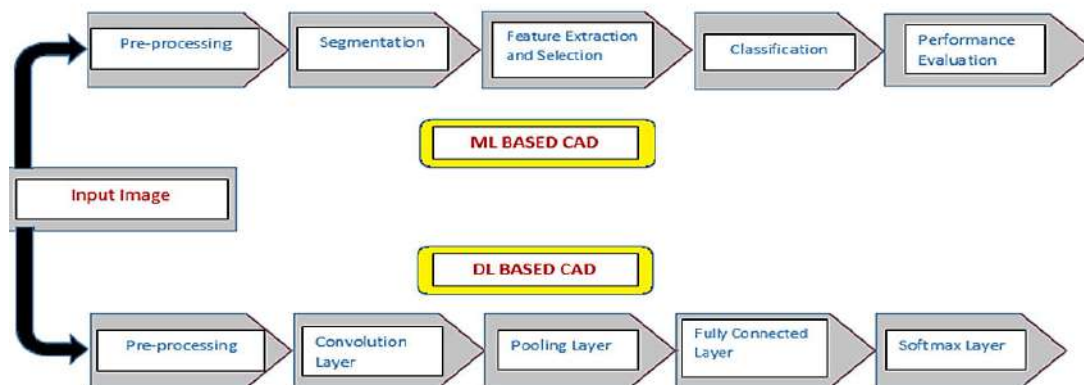 Pre-processing
Segmentation
Feature Extraction
and Selection
Classification
Performance
Evaluation
ML BASED CAD
Input Image
DL BASED CAD
Pre-processing
Convolution
Layer
Pooling Layer
Fully Connected
Layer
Softmax Layer